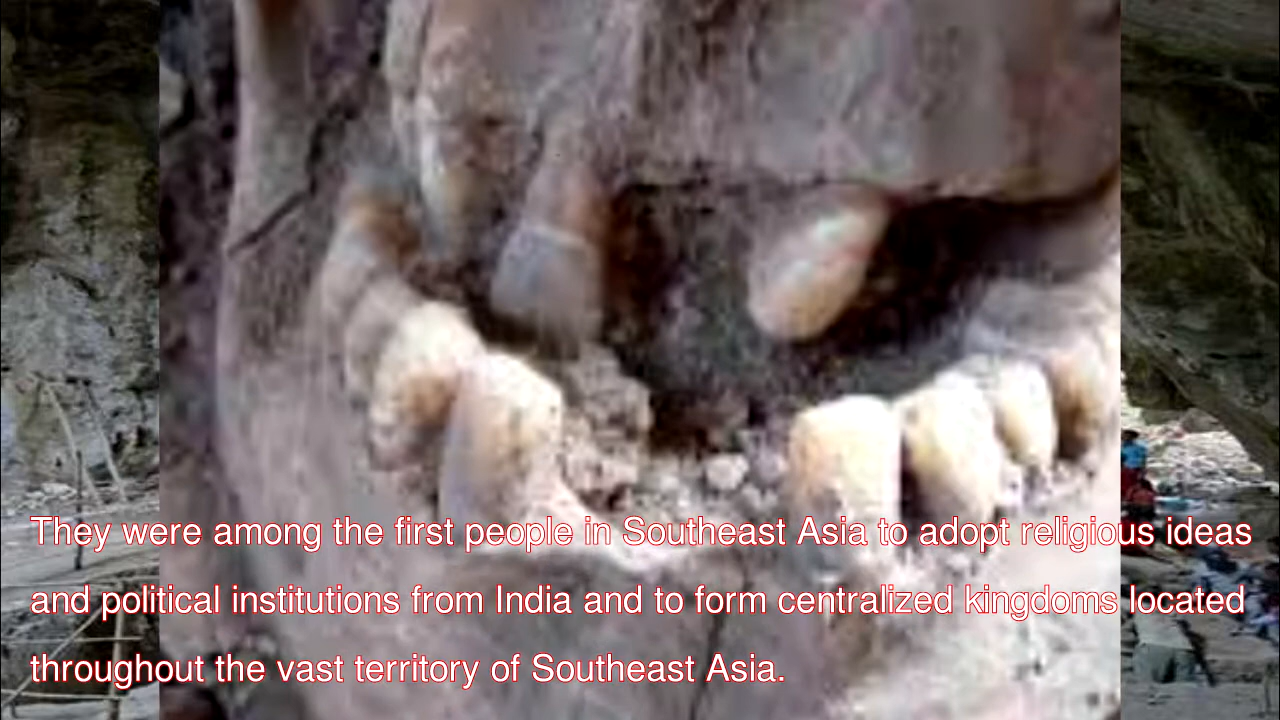 They were among the first people in Southeast Asia to adopt religious ideas
and political institutions from India and to form centralized kingdoms located
throughout the vast territory of Southeast Asia.